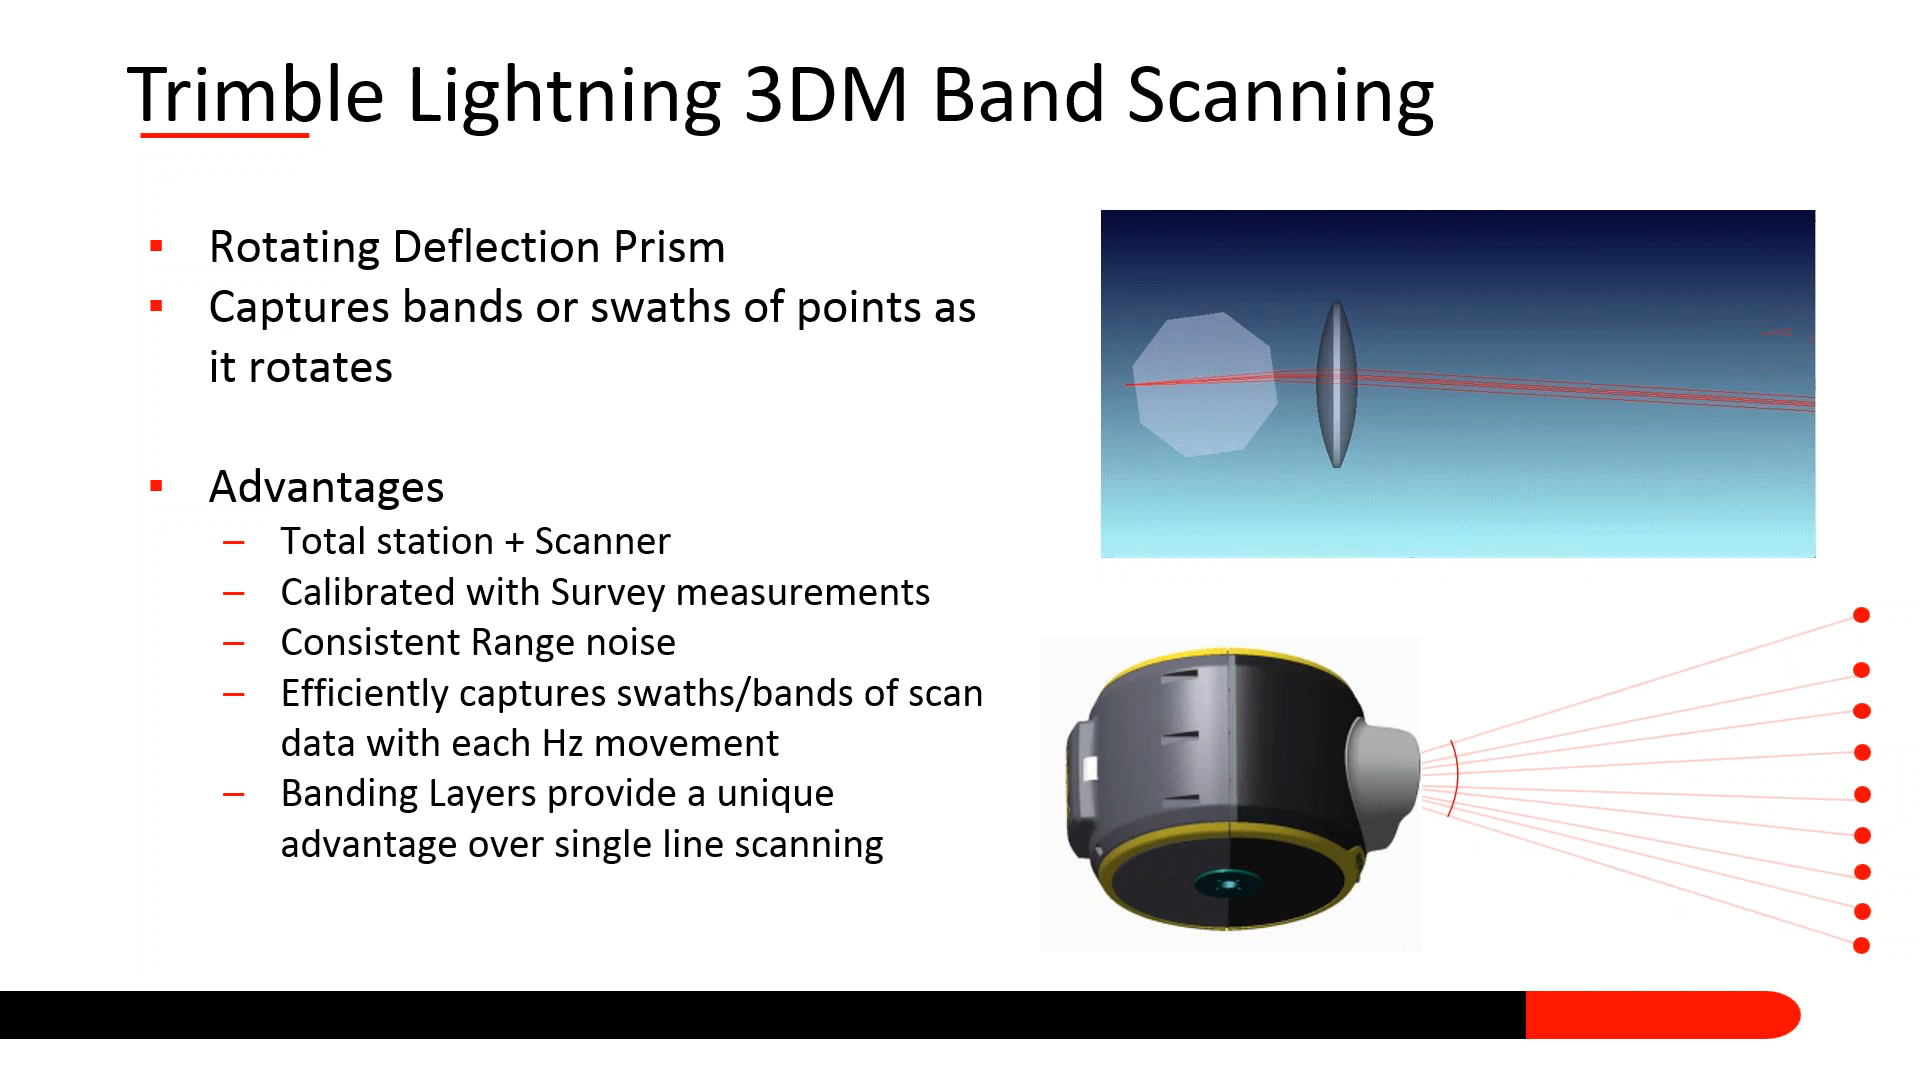 Trimble Lightning 3DM Band Scanning
Rotating Deflection Prism
Captures bands or swaths of points as
it rotates
Advantages
– Total station + Scanner
– Calibrated with Survey measurements
– Consistent Range noise
– Efficiently captures swaths/bands of scan
data with each Hz movement
– Banding Layers provide a unique
advantage over single line scanning